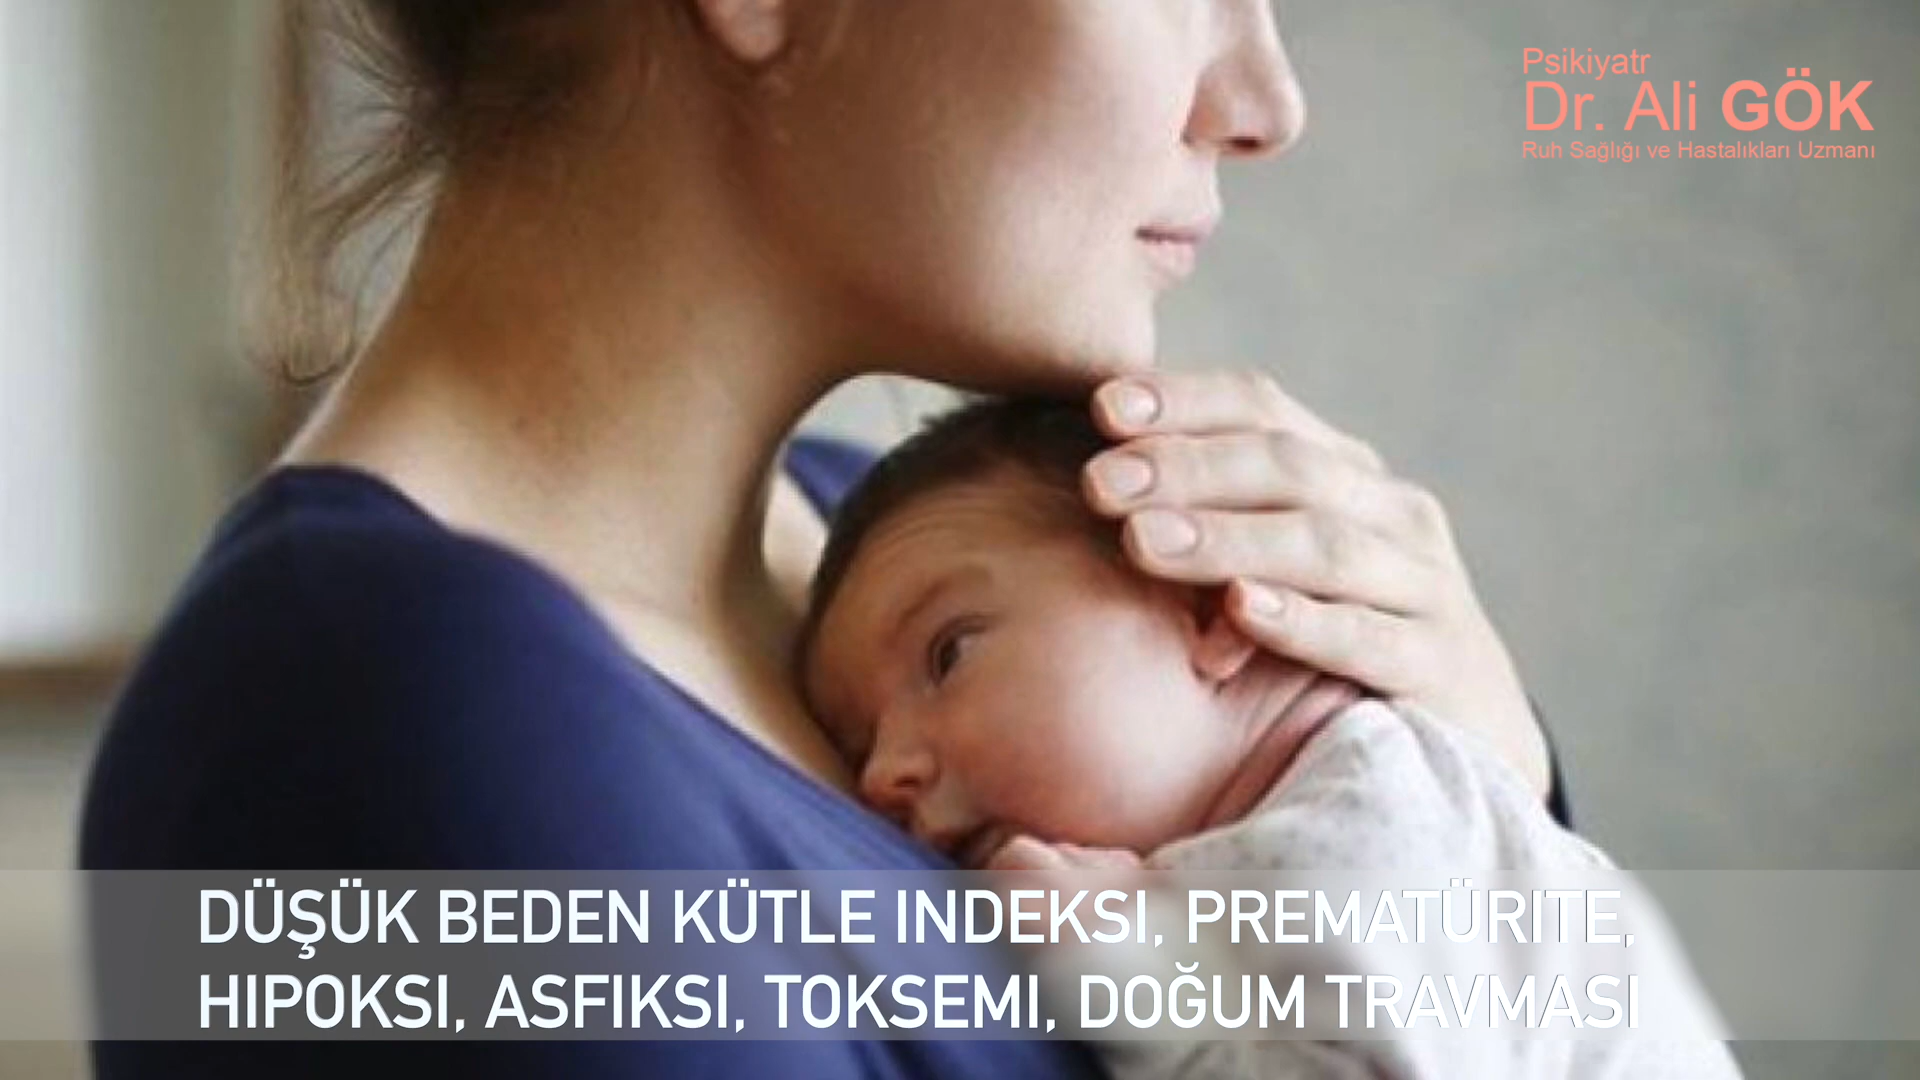 Psikiyatr
Dr. Ali GÖK
Ruh Sağlığı ve Hastalıkları Uzmanı
DÜŞÜK BEDEN KÜTLE INDEKSI, PREMATÜRITE,
HIPOKSI, ASFIKSI, TOKSEMI, DOĞUM TRAVMASI